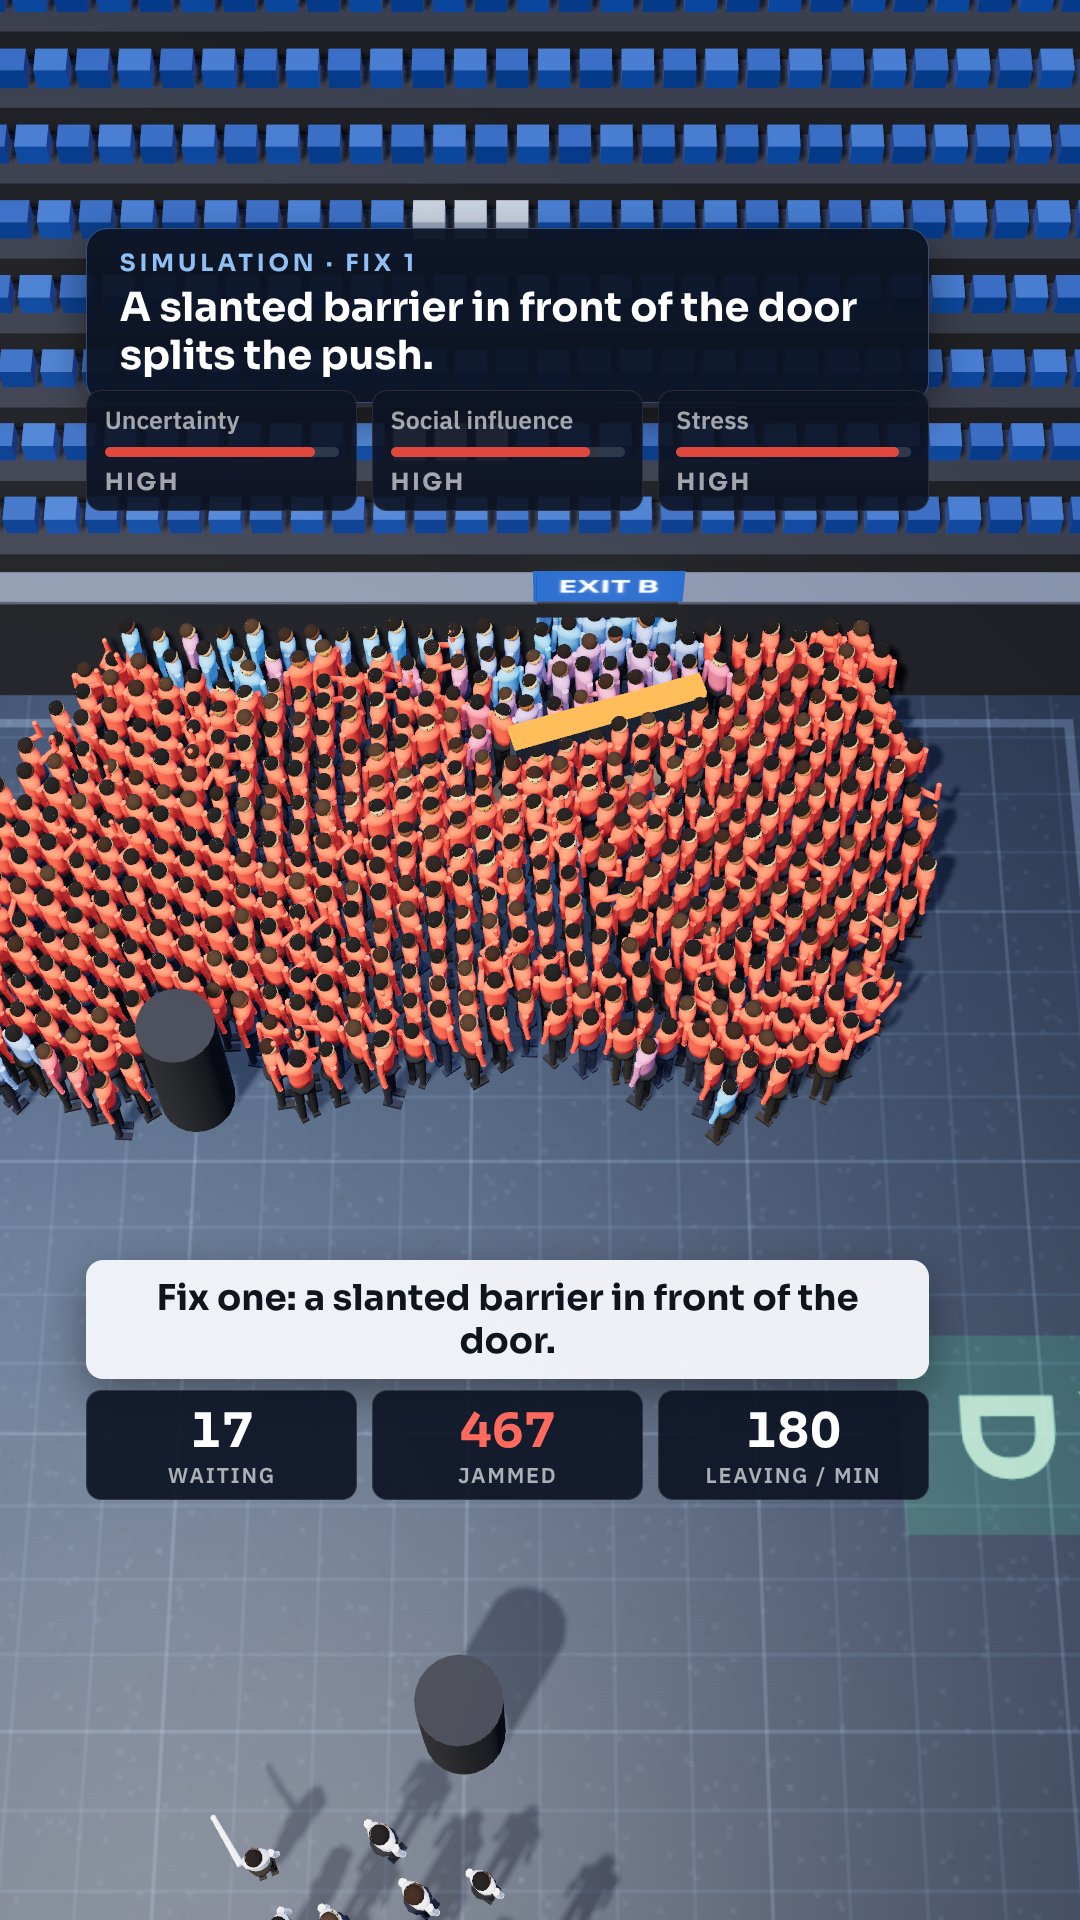 SIMULATION · FIX 1
A slanted barrier in front of the door
splits the push.
Uncertainty
HIGH
Social influence
HIGH
Stress
HIGH
EXIT B
Fix one: a slanted barrier in front of the
door.
17
WAITING
467
JAMMED
180
LEAVING / MIN
D